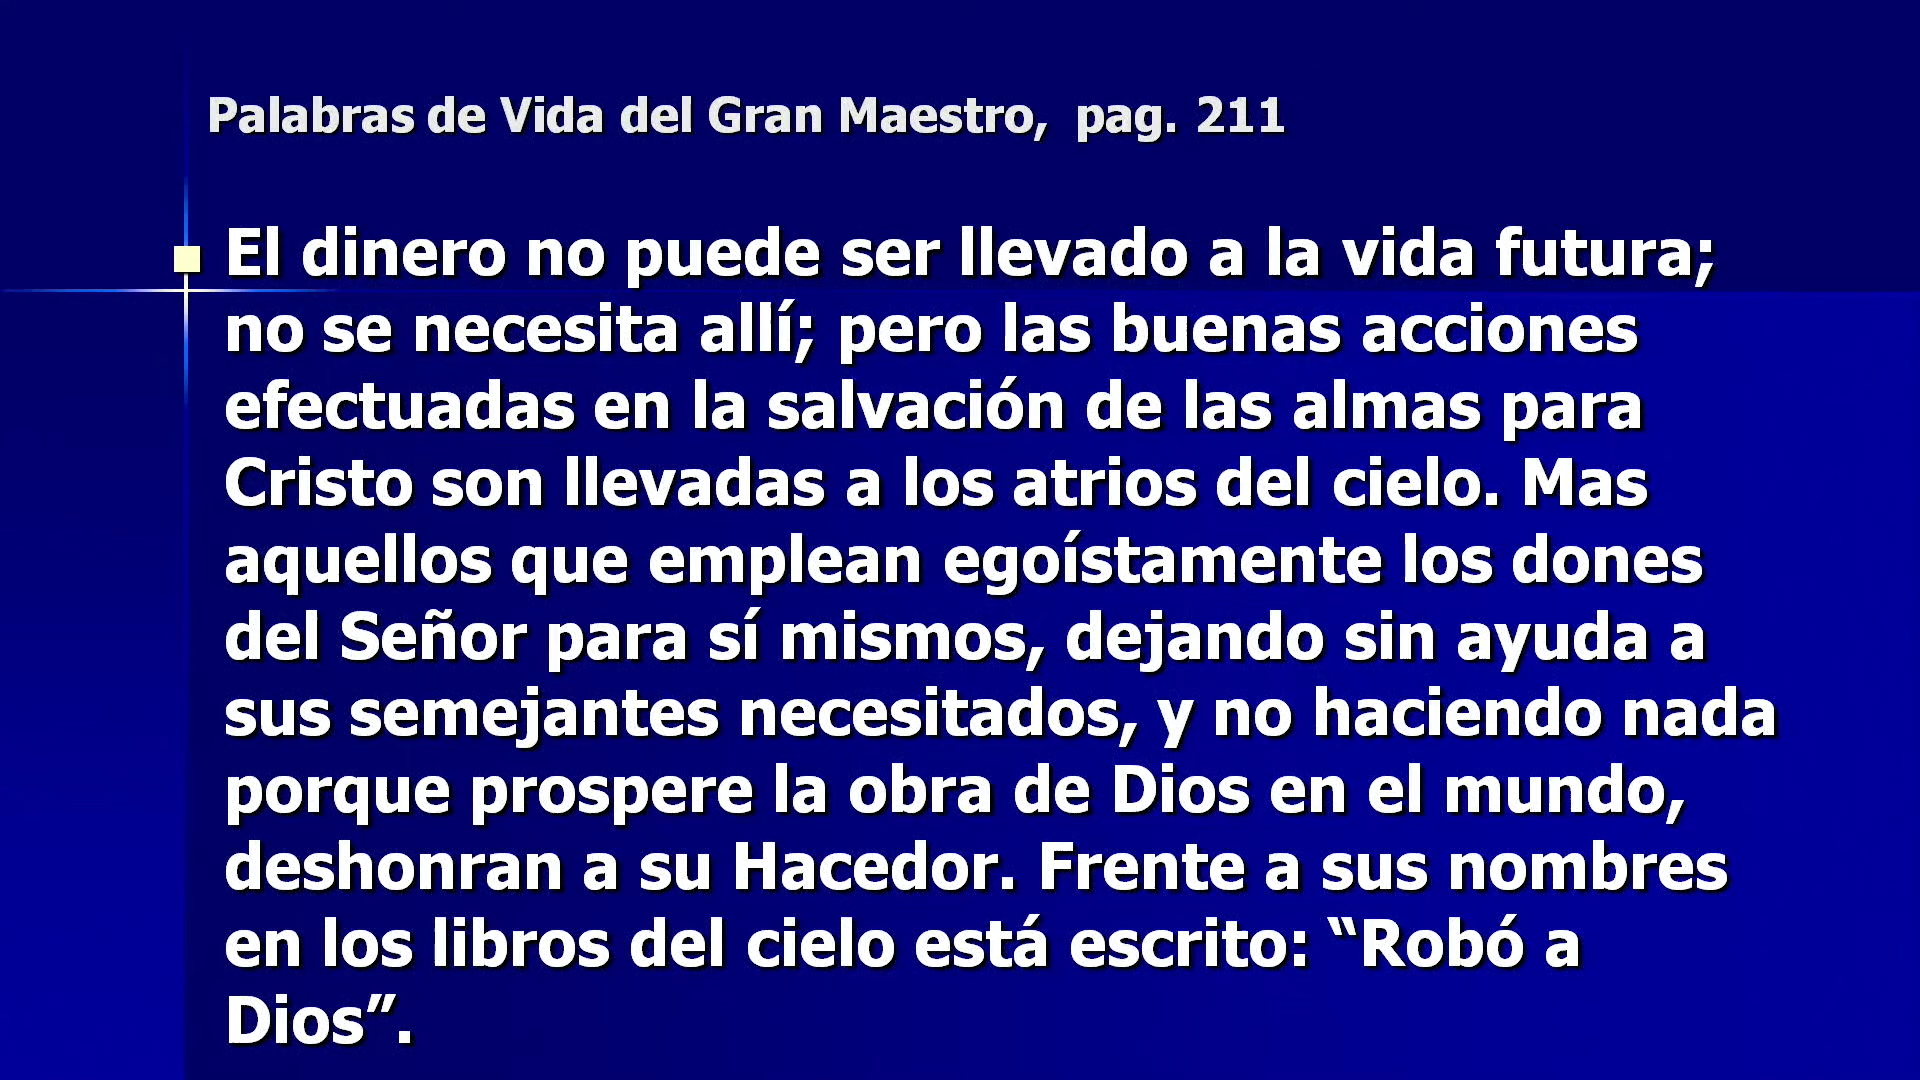 Palabras de Vida del Gran Maestro, pag. 211
El dinero no puede ser llevado a la vida futura;
no se necesita allí; pero las buenas acciones
efectuadas en la salvación de las almas para
Cristo son llevadas a los atrios del cielo. Mas
aquellos que emplean egoístamente los dones
del Señor para sí mismos, dejando sin ayuda a
sus semejantes necesitados, y no haciendo nada
porque prospere la obra de Dios en el mundo,
deshonran a su Hacedor. Frente a sus nombres
en los libros del cielo está escrito: “Robó a
Dios”.